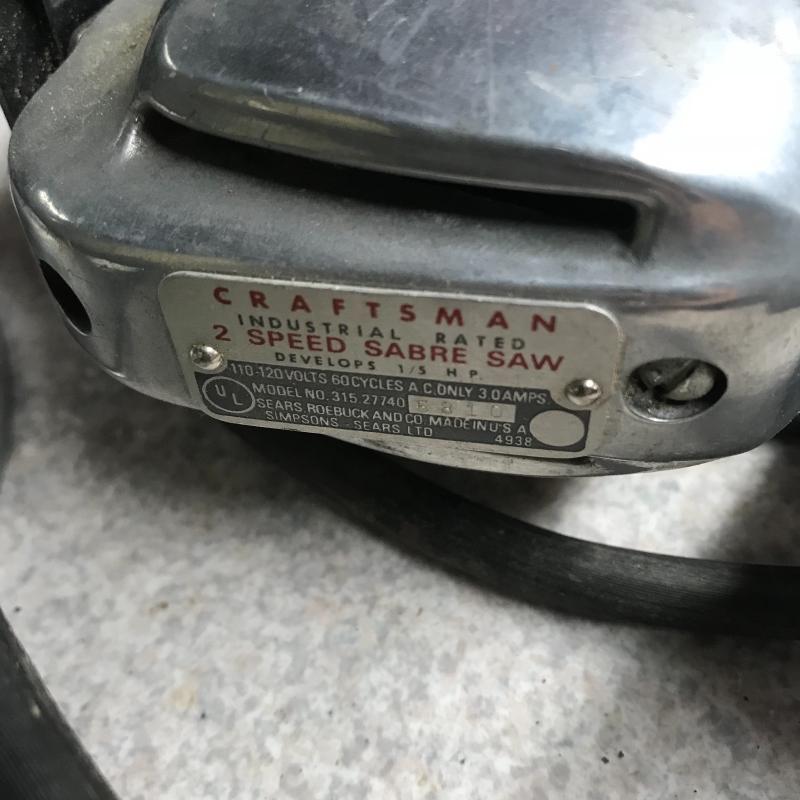 CRAFTSMAN
INDUSTRIAL RATED
2 SPEED SABRE SAW
DEVELOPS 1/5 H.P.
110-120 VOLTS 60 CYCLES A.C. ONLY 3.0 AMPS
UL
MODEL NO. 315.27740
SEARS, ROEBUCK AND CO. MADE IN U.S.A
SIMPSONS - SEARS LTD. 4938